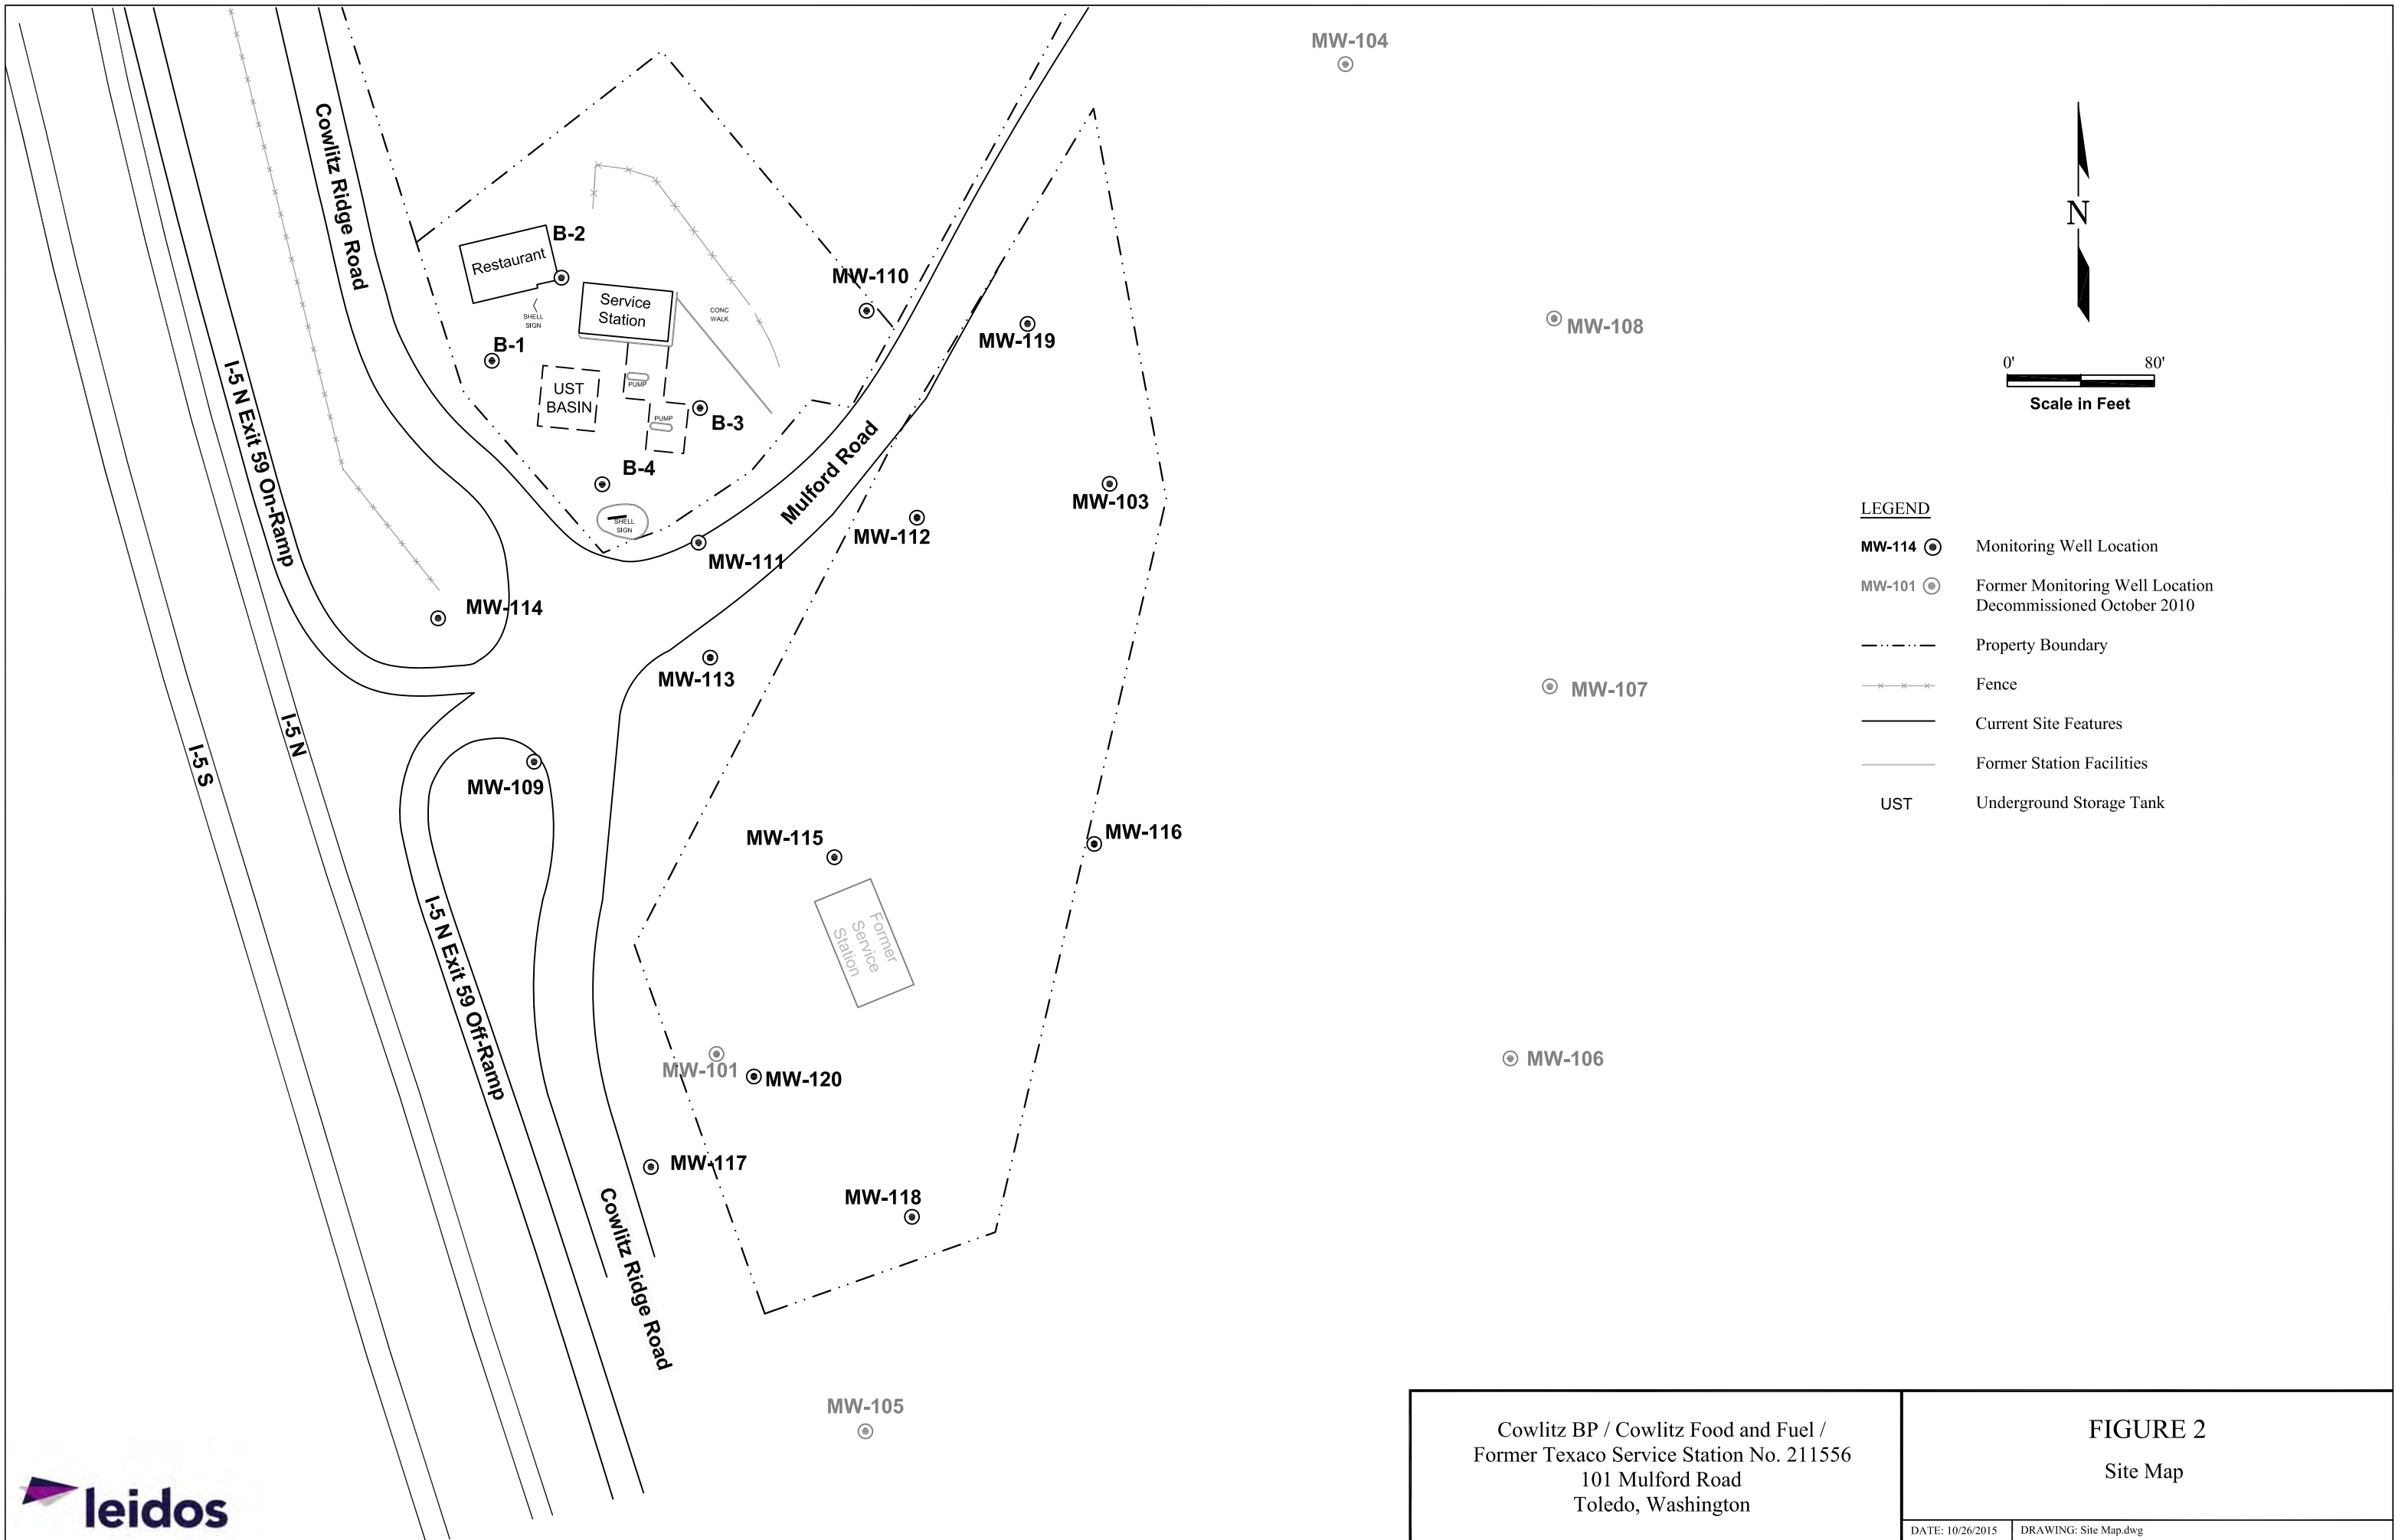 MW-104
Cowlitz Ridge Road
B-2
Restaurant
SHELL
SIGN
Service
Station
CONC
WALK
MW-110
MW-119
MW-108
N
0' 80'
Scale in Feet
B-1
UST
BASIN
PUMP
PUMP
B-3
B-4
SHELL
SIGN
Mulford Road
I-5 N Exit 59 On-Ramp
MW-111
MW-112
MW-103
MW-114
MW-113
MW-107
I-5 S
I-5 N
MW-109
MW-115
MW-116
Former
Service
Station
I-5 N Exit 59 Off-Ramp
MW-101
MW-120
MW-106
MW-117
MW-118
Cowlitz Ridge Road
MW-105
LEGEND
MW-114 Monitoring Well Location
MW-101 Former Monitoring Well Location
Decommissioned October 2010
Property Boundary
Fence
Current Site Features
Former Station Facilities
UST Underground Storage Tank
leidos
Cowlitz BP / Cowlitz Food and Fuel /
Former Texaco Service Station No. 211556
101 Mulford Road
Toledo, Washington
FIGURE 2
Site Map
DATE: 10/26/2015 DRAWING: Site Map.dwg